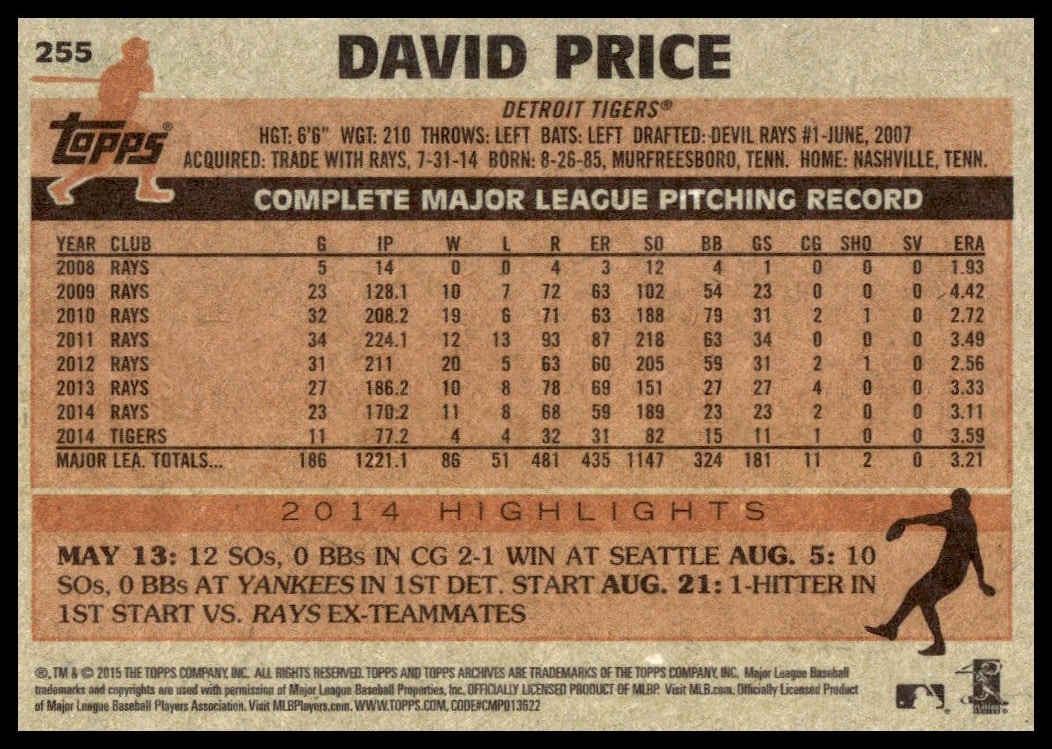 255
DAVID PRICE
DETROIT TIGERS®
topps®
HGT: 6'6" WGT: 210 THROWS: LEFT BATS: LEFT DRAFTED: DEVIL RAYS #1-JUNE, 2007
ACQUIRED: TRADE WITH RAYS, 7-31-14 BORN: 8-26-85, MURFREESBORO, TENN. HOME: NASHVILLE, TENN.
COMPLETE MAJOR LEAGUE PITCHING RECORD
YEAR CLUB G IP W L R ER SO BB GS CG SHO SV ERA
2008 RAYS 5 14 0 0 4 3 12 4 1 0 0 0 1.93
2009 RAYS 23 128.1 10 7 72 63 102 54 23 0 0 0 4.42
2010 RAYS 32 208.2 19 6 71 63 188 79 31 2 1 0 2.72
2011 RAYS 34 224.1 12 13 93 87 218 63 34 0 0 0 3.49
2012 RAYS 31 211 20 5 63 60 205 59 31 2 1 0 2.56
2013 RAYS 27 186.2 10 8 78 69 151 27 27 4 0 0 3.33
2014 RAYS 23 170.2 11 8 68 59 189 23 23 2 0 0 3.11
2014 TIGERS 11 77.2 4 4 32 31 82 15 11 1 0 0 3.59
MAJOR LEA. TOTALS... 186 1221.1 86 51 481 435 1147 324 181 11 2 0 3.21
2014 HIGHLIGHTS
MAY 13: 12 SOs, 0 BBs IN CG 2-1 WIN AT SEATTLE AUG. 5: 10
SOs, 0 BBs AT YANKEES IN 1ST DET. START AUG. 21: 1-HITTER IN
1ST START VS. RAYS EX-TEAMMATES
®, TM & © 2015 THE TOPPS COMPANY, INC. ALL RIGHTS RESERVED. TOPPS AND TOPPS ARCHIVES ARE TRADEMARKS OF THE TOPPS COMPANY, INC. Major League Baseball
trademarks and copyrights are used with permission of Major League Baseball Properties, Inc. OFFICIALLY LICENSED PRODUCT OF MLBP. Visit MLB.com. Officially Licensed Product
of Major League Baseball Players Association. Visit MLBPlayers.com. WWW.TOPPS.COM, CODE#CMP013622